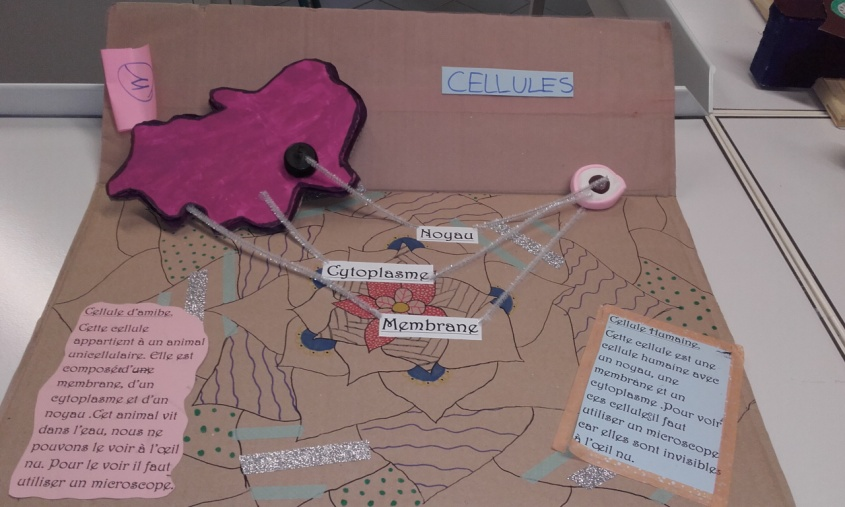 CELLULES
Noyau
Cytoplasme
Membrane
Cellule d'amibe.
Cette cellule
appartient à un animal
unicellulaire. Elle est
membrane, d'un
cytoplasme et d'un
noyau .Cet animal vit
dans l'eau, nous ne
pouvons le voir à l'œil
nu. Pour le voir il faut
utiliser un microscope.
Cellule Humaine.
Cette cellule est une
cellule humaine avec
un noyau, une
membrane et un
cytoplasme .Pour voir
ces cellules il faut
utiliser un microscope
car elles sont invisibles
à l'œil nu.